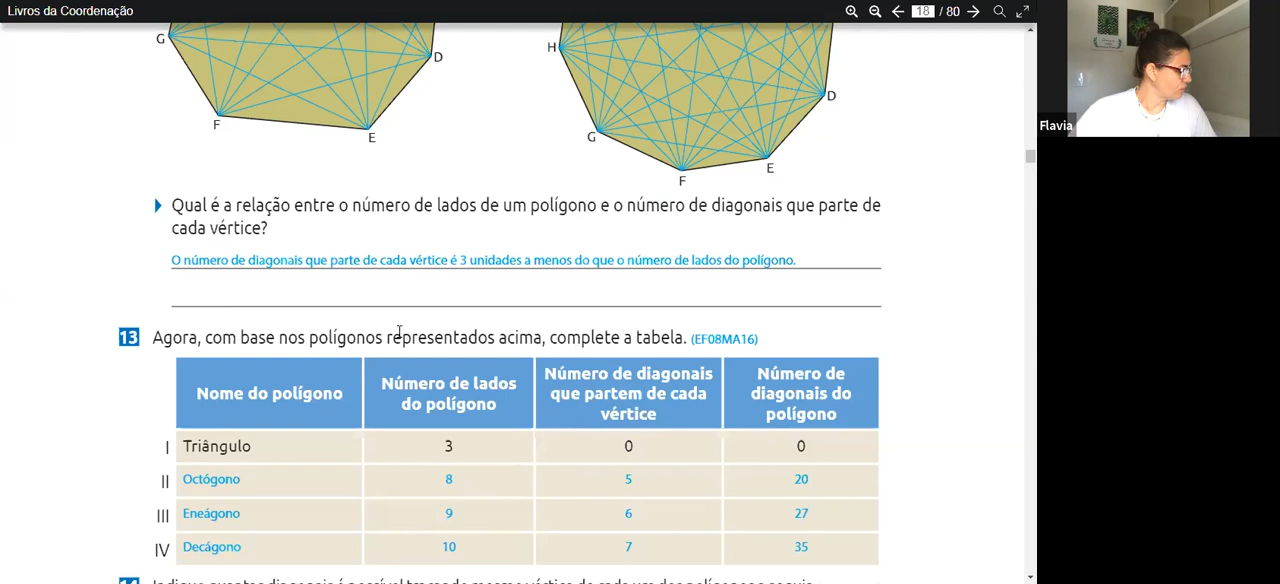 Livros da Coordenação
18 / 80
G
D
F
E
H
D
G
E
F
Flavia
Qual é a relação entre o número de lados de um polígono e o número de diagonais que parte de
cada vértice?
O número de diagonais que parte de cada vértice é 3 unidades a menos do que o número de lados do polígono.
13 Agora, com base nos polígonos representados acima, complete a tabela. (EF08MA16)
Nome do polígono
Número de lados
do polígono
Número de diagonais
que partem de cada
vértice
Número de
diagonais do
polígono
I Triângulo 3 0 0
II Octógono 8 5 20
III Eneágono 9 6 27
IV Decágono 10 7 35